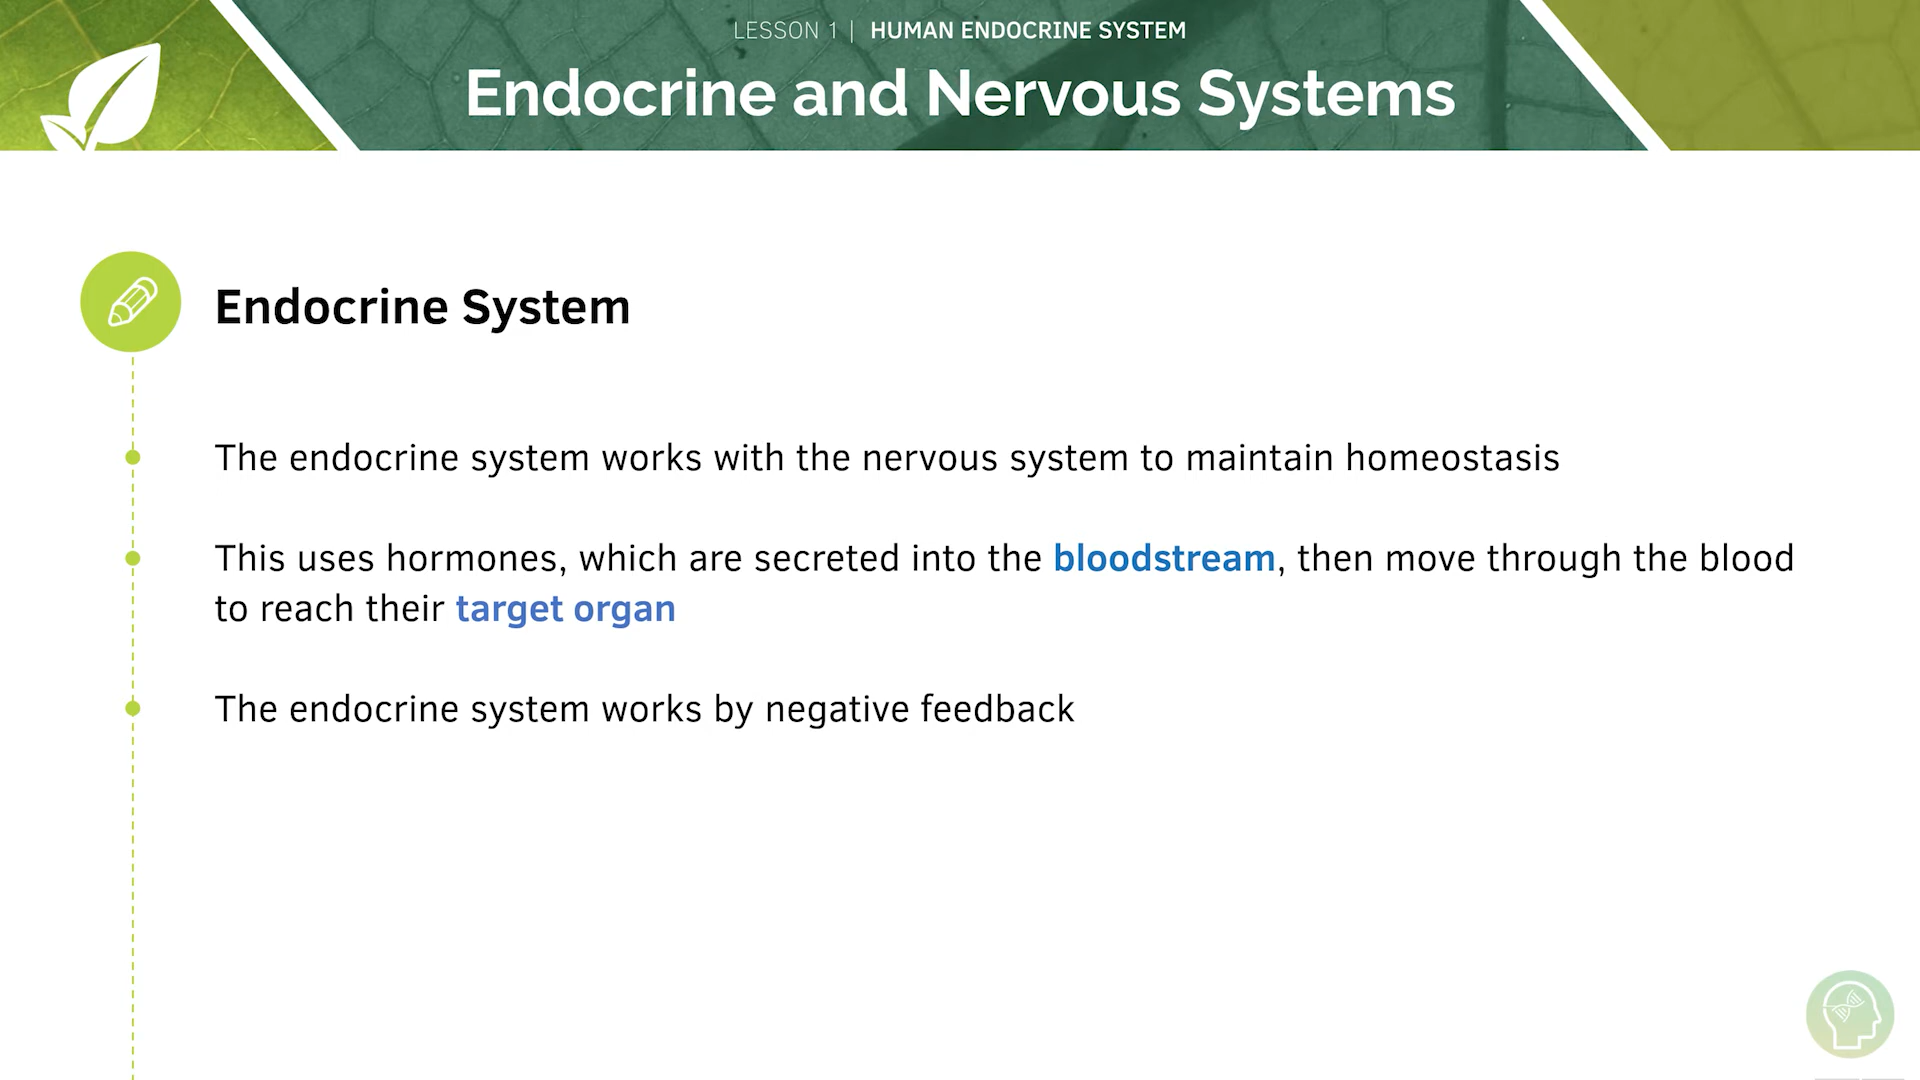 LESSON 1 | HUMAN ENDOCRINE SYSTEM
Endocrine and Nervous Systems
Endocrine System
The endocrine system works with the nervous system to maintain homeostasis
This uses hormones, which are secreted into the bloodstream, then move through the blood
to reach their target organ
The endocrine system works by negative feedback